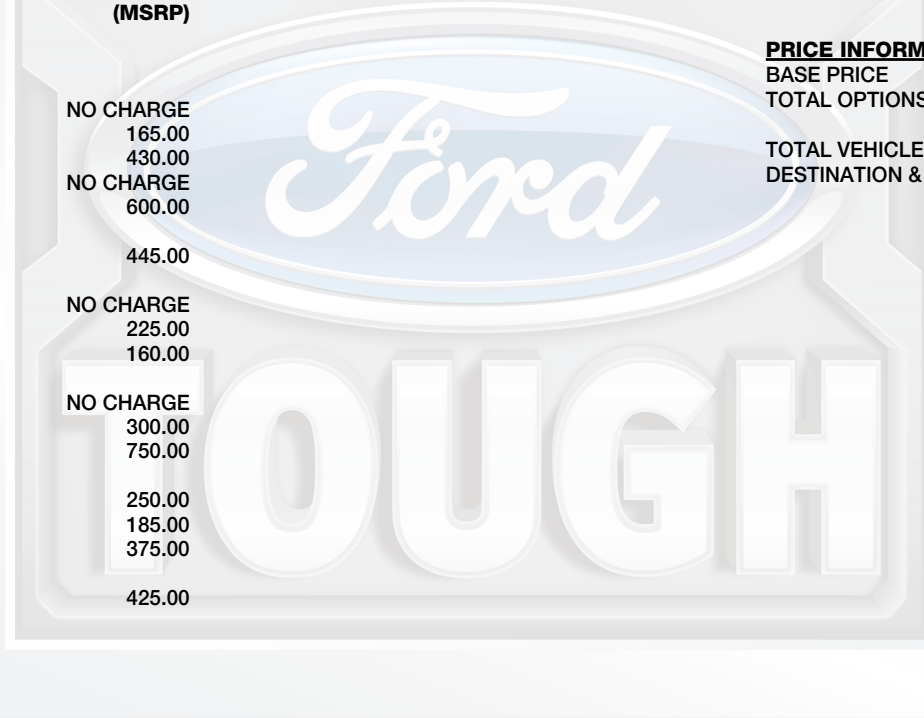 (MSRP)
NO CHARGE
165.00
430.00
NO CHARGE
600.00
445.00
NO CHARGE
225.00
160.00
NO CHARGE
300.00
750.00
250.00
185.00
375.00
425.00
PRICE INFORM
BASE PRICE
TOTAL OPTIONS
TOTAL VEHICLE
DESTINATION &
Ford
TOUGH